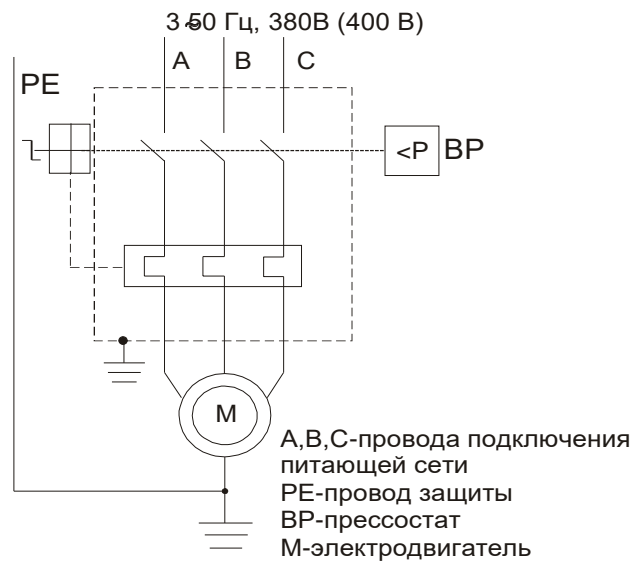 3 ~50 Гц, 380В (400 В)
A B C
PE
<P BP
M
A,B,C-провода подключения
питающей сети
PE-провод защиты
BP-прессостат
M-электродвигатель